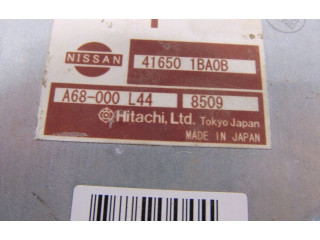 NISSAN
41650 1BA0B
A68-000 L44
8509
Hitachi, Ltd. Tokyo Japan
MADE IN JAPAN